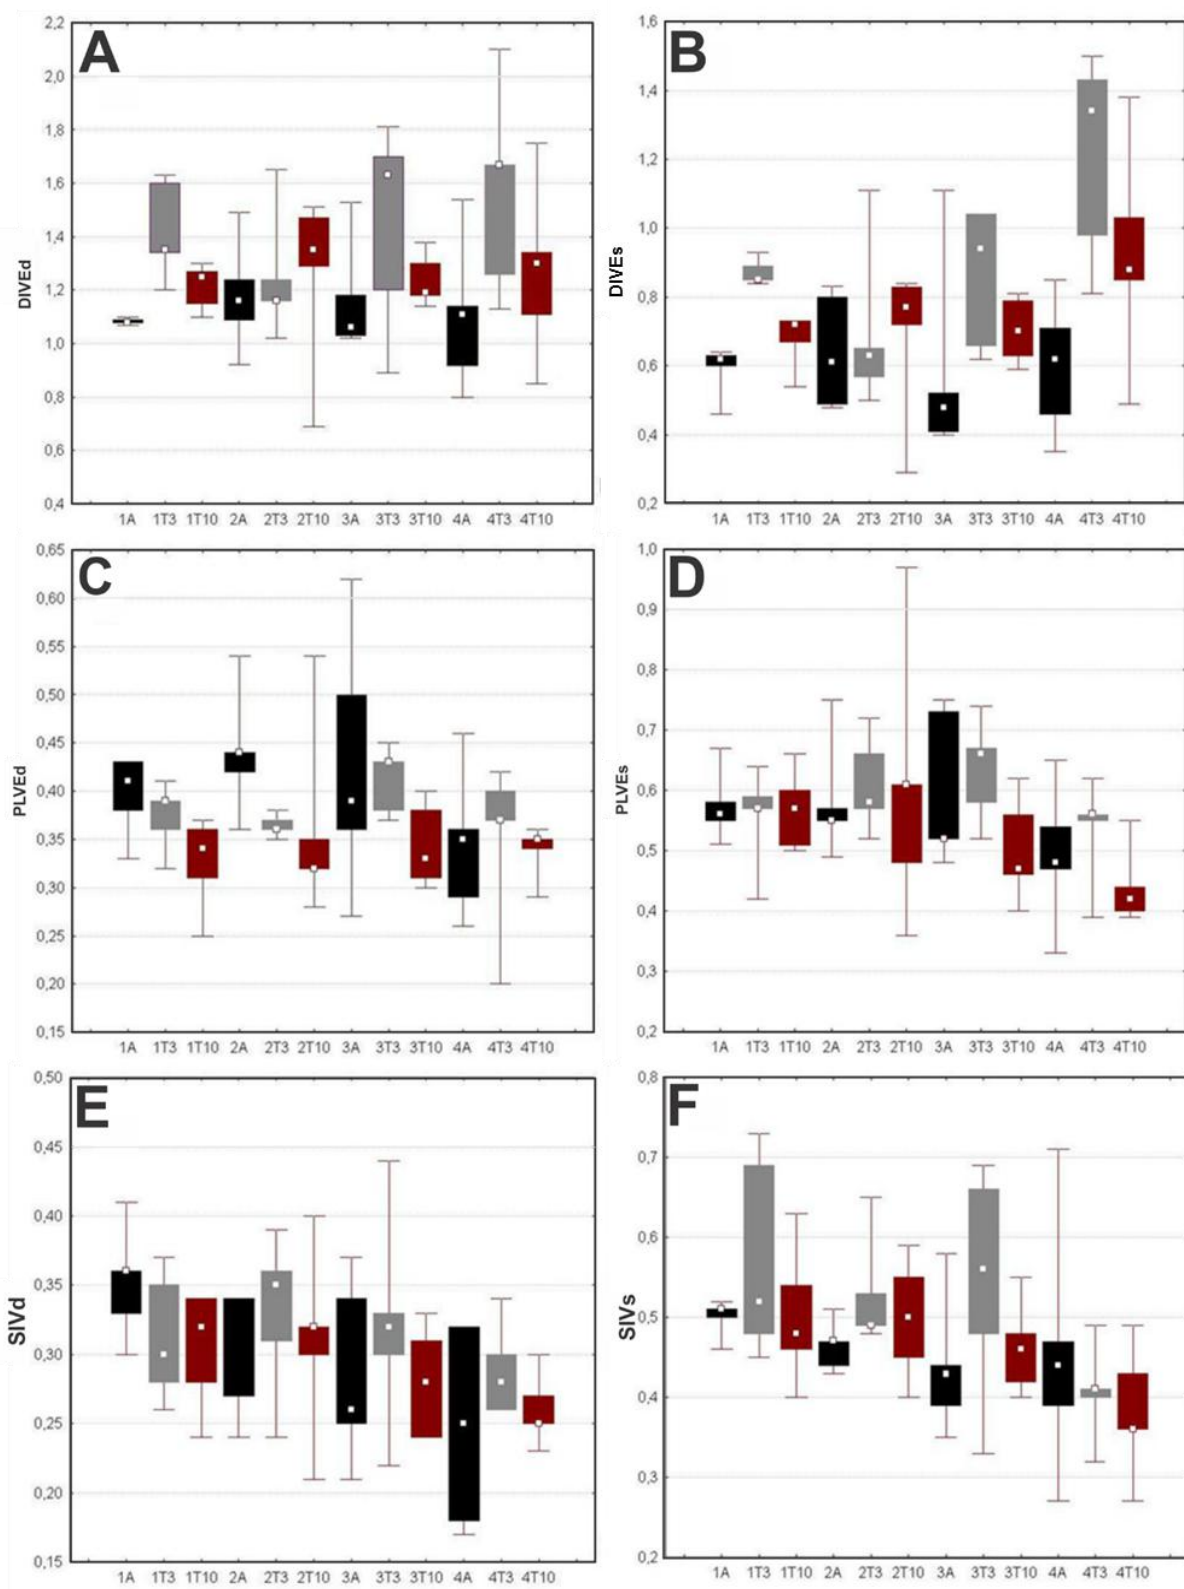 A
DIVEd
2,2
2,0
1,8
1,6
1,4
1,2
1,0
0,8
0,6
0,4
1A 1T3 1T10 2A 2T3 2T10 3A 3T3 3T10 4A 4T3 4T10
B
DIVEs
1,6
1,4
1,2
1,0
0,8
0,6
0,4
0,2
1A 1T3 1T10 2A 2T3 2T10 3A 3T3 3T10 4A 4T3 4T10
C
PLVEd
0,65
0,60
0,55
0,50
0,45
0,40
0,35
0,30
0,25
0,20
0,15
1A 1T3 1T10 2A 2T3 2T10 3A 3T3 3T10 4A 4T3 4T10
D
PLVEs
1,0
0,9
0,8
0,7
0,6
0,5
0,4
0,3
0,2
1A 1T3 1T10 2A 2T3 2T10 3A 3T3 3T10 4A 4T3 4T10
E
SIVd
0,50
0,45
0,40
0,35
0,30
0,25
0,20
0,15
1A 1T3 1T10 2A 2T3 2T10 3A 3T3 3T10 4A 4T3 4T10
F
SIVs
0,8
0,7
0,6
0,5
0,4
0,3
0,2
1A 1T3 1T10 2A 2T3 2T10 3A 3T3 3T10 4A 4T3 4T10